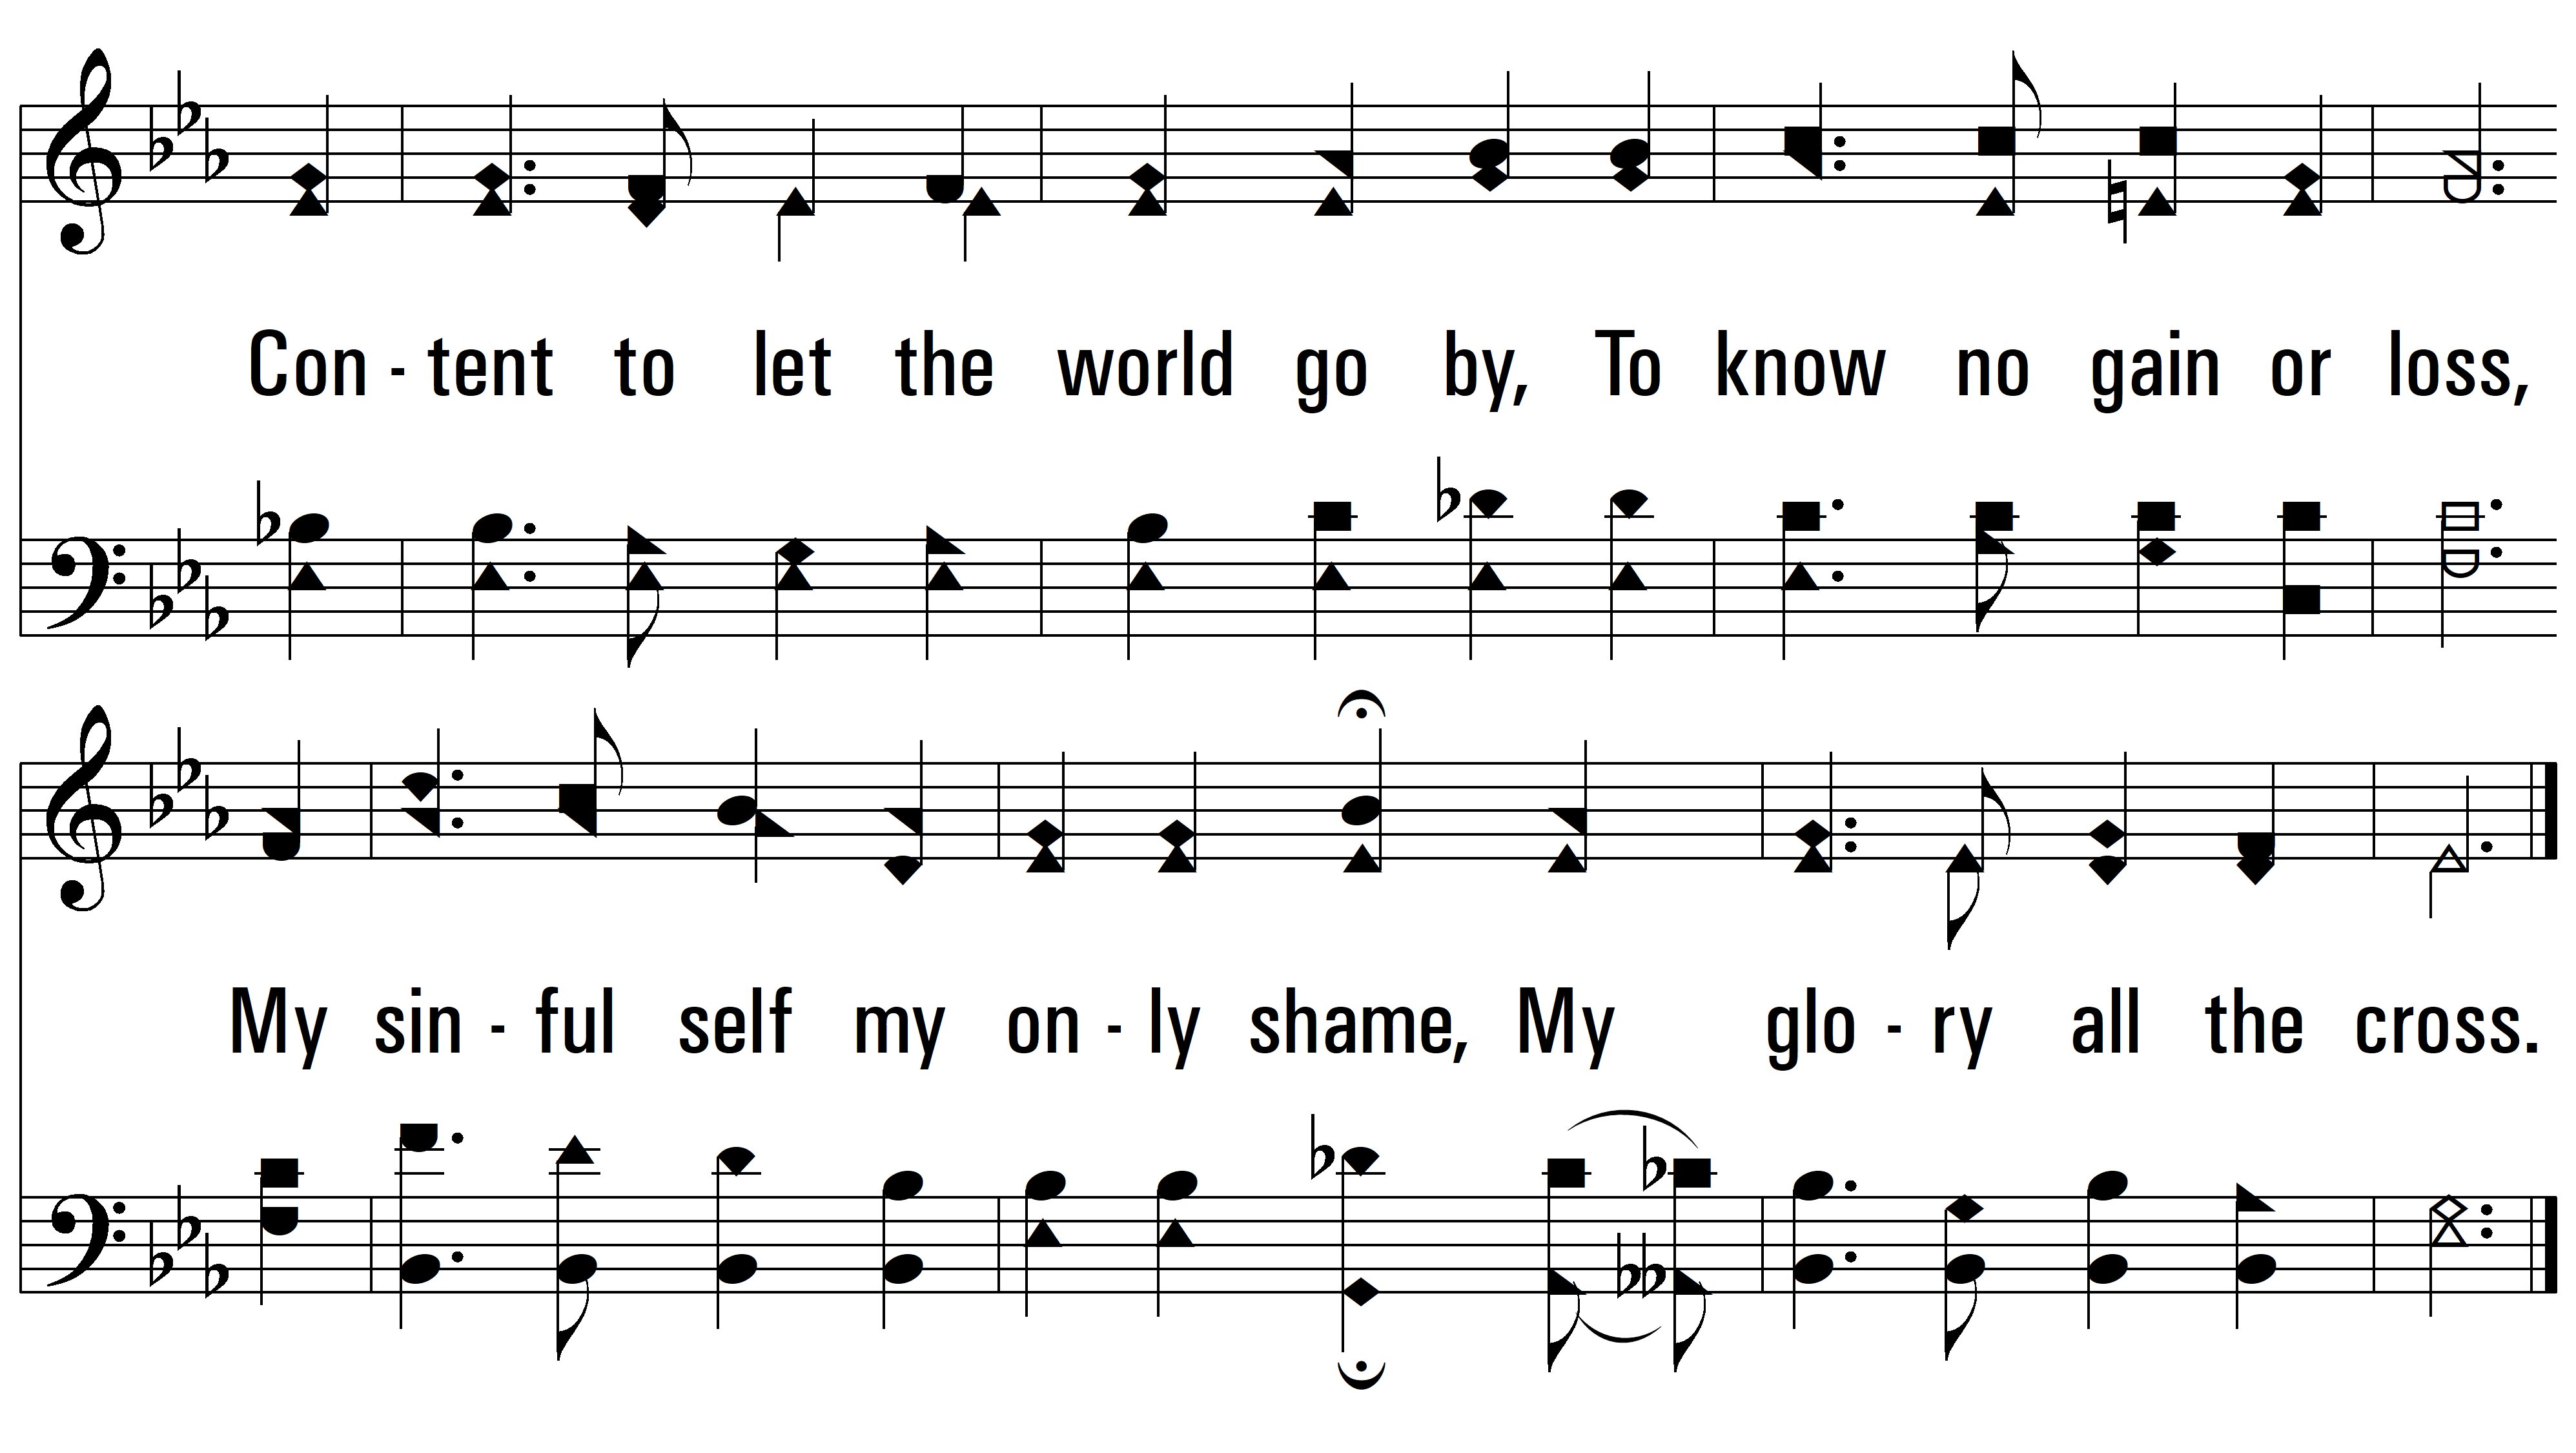 Con - tent to let the world go by, To know no gain or loss,
My sin - ful self my on - ly shame, My glo - ry all the cross.